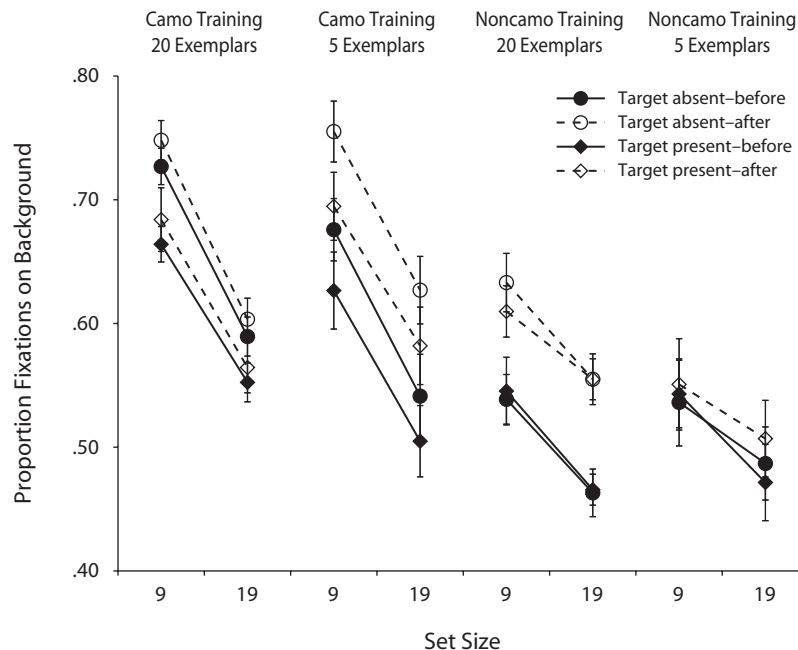 Camo Training
20 Exemplars
Camo Training
5 Exemplars
Noncamo Training
20 Exemplars
Noncamo Training
5 Exemplars
.80
Target absent–before
Target absent–after
Target present–before
Target present–after
.70
.60
.50
.40
Proportion Fixations on Background
9 19 9 19 9 19 9 19
Set Size